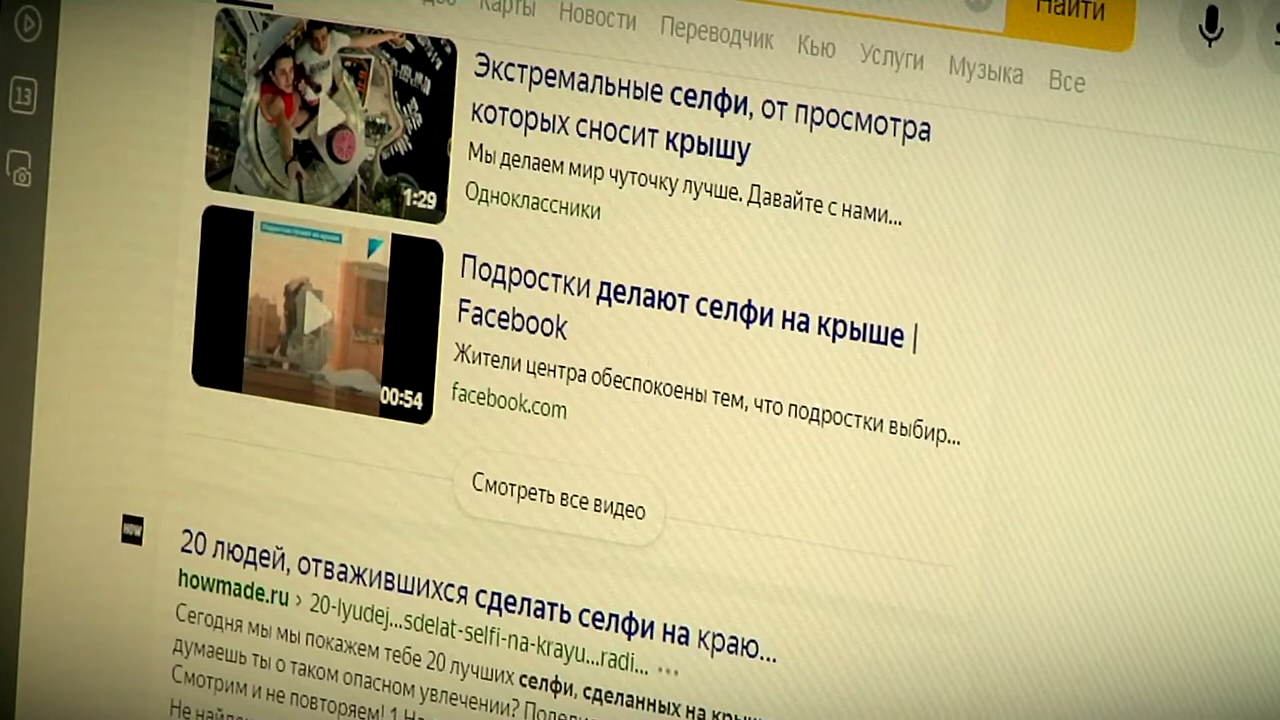 Найти
Карты Новости Переводчик Кью Услуги Музыка Все
13
Экстремальные селфи, от просмотра
которых сносит крышу
Мы делаем мир чуточку лучше. Давайте с нами...
Одноклассники
1:29
Подростки делают селфи на крыше |
Facebook
Жители центра обеспокоены тем, что подростки выбир...
facebook.com
00:54
Смотреть все видео
HOW
20 людей, отважившихся сделать селфи на краю...
howmade.ru › 20-lyudej...sdelat-selfi-na-krayu...radi...
Сегодня мы мы покажем тебе 20 лучших селфи, сделанных на
думаешь ты о таком опасном увлечении?
Смотрим и не повторяем! 1
Не